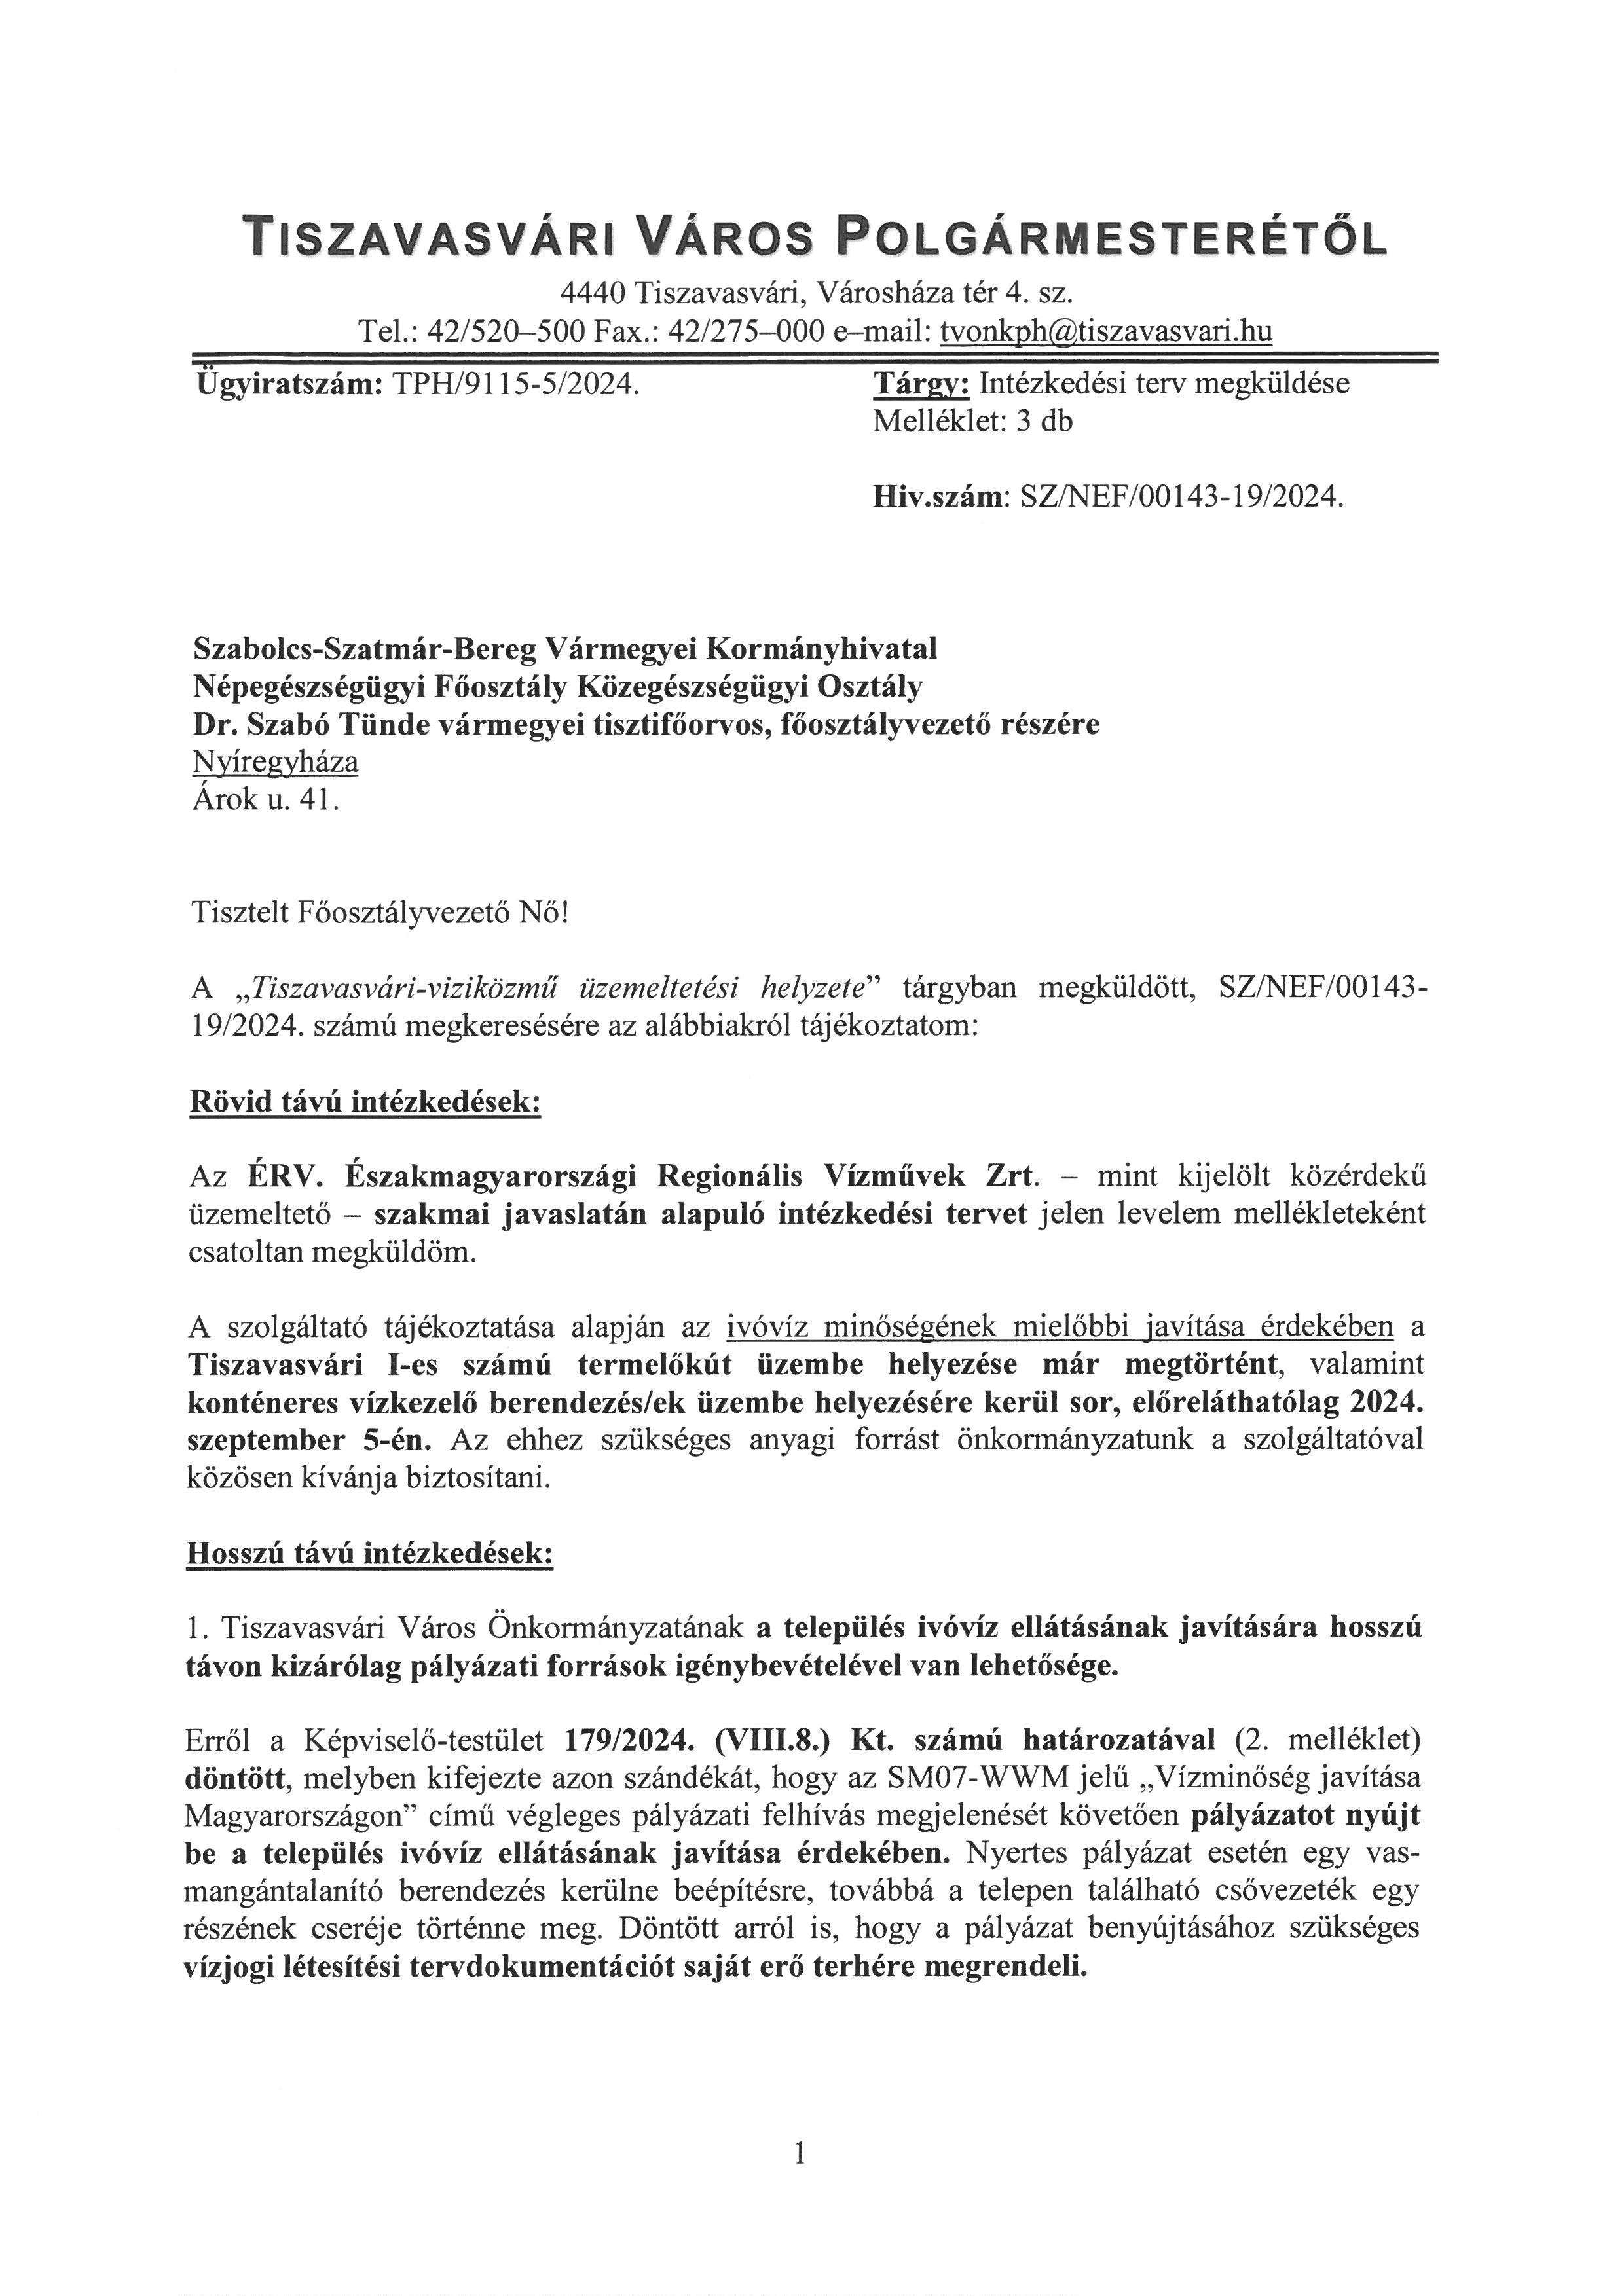 TISZAVASVÁRI VÁROS POLGÁRMESTERÉTŐL
4440 Tiszavasvári, Városháza tér 4. sz.
Tel.: 42/520–500 Fax.: 42/275–000 e–mail: tvonkph@tiszavasvari.hu
Ügyiratszám: TPH/9115-5/2024.
Tárgy: Intézkedési terv megküldése
Melléklet: 3 db
Hiv.szám: SZ/NEF/00143-19/2024.
Szabolcs-Szatmár-Bereg Vármegyei Kormányhivatal
Népegészségügyi Főosztály Közegészségügyi Osztály
Dr. Szabó Tünde vármegyei tisztifőorvos, főosztályvezető részére
Nyíregyháza
Árok u. 41.
Tisztelt Főosztályvezető Nő!
A „Tiszavasvári-viziközmű üzemeltetési helyzete” tárgyban megküldött, SZ/NEF/00143-
19/2024. számú megkeresésére az alábbiakról tájékoztatom:
Rövid távú intézkedések:
Az ÉRV. Északmagyarországi Regionális Vízművek Zrt. – mint kijelölt közérdekű
üzemeltető – szakmai javaslatán alapuló intézkedési tervet jelen levelem mellékleteként
csatoltan megküldöm.
A szolgáltató tájékoztatása alapján az ivóvíz minőségének mielőbbi javítása érdekében a
Tiszavasvári I-es számú termelőkút üzembe helyezése már megtörtént, valamint
konténeres vízkezelő berendezés/ek üzembe helyezésére kerül sor, előreláthatólag 2024.
szeptember 5-én. Az ehhez szükséges anyagi forrást önkormányzatunk a szolgáltatóval
közösen kívánja biztosítani.
Hosszú távú intézkedések:
1. Tiszavasvári Város Önkormányzatának a település ivóvíz ellátásának javítására hosszú
távon kizárólag pályázati források igénybevételével van lehetősége.
Erről a Képviselő-testület 179/2024. (VIII.8.) Kt. számú határozatával (2. melléklet)
döntött, melyben kifejezte azon szándékát, hogy az SM07-WWM jelű „Vízminőség javítása
Magyarországon” című végleges pályázati felhívás megjelenését követően pályázatot nyújt
be a település ivóvíz ellátásának javítása érdekében. Nyertes pályázat esetén egy vas-
mangántalanító berendezés kerülne beépítésre, továbbá a telepen található csővezeték egy
részének cseréje történne meg. Döntött arról is, hogy a pályázat benyújtásához szükséges
vízjogi létesítési tervdokumentációt saját erő terhére megrendeli.
1